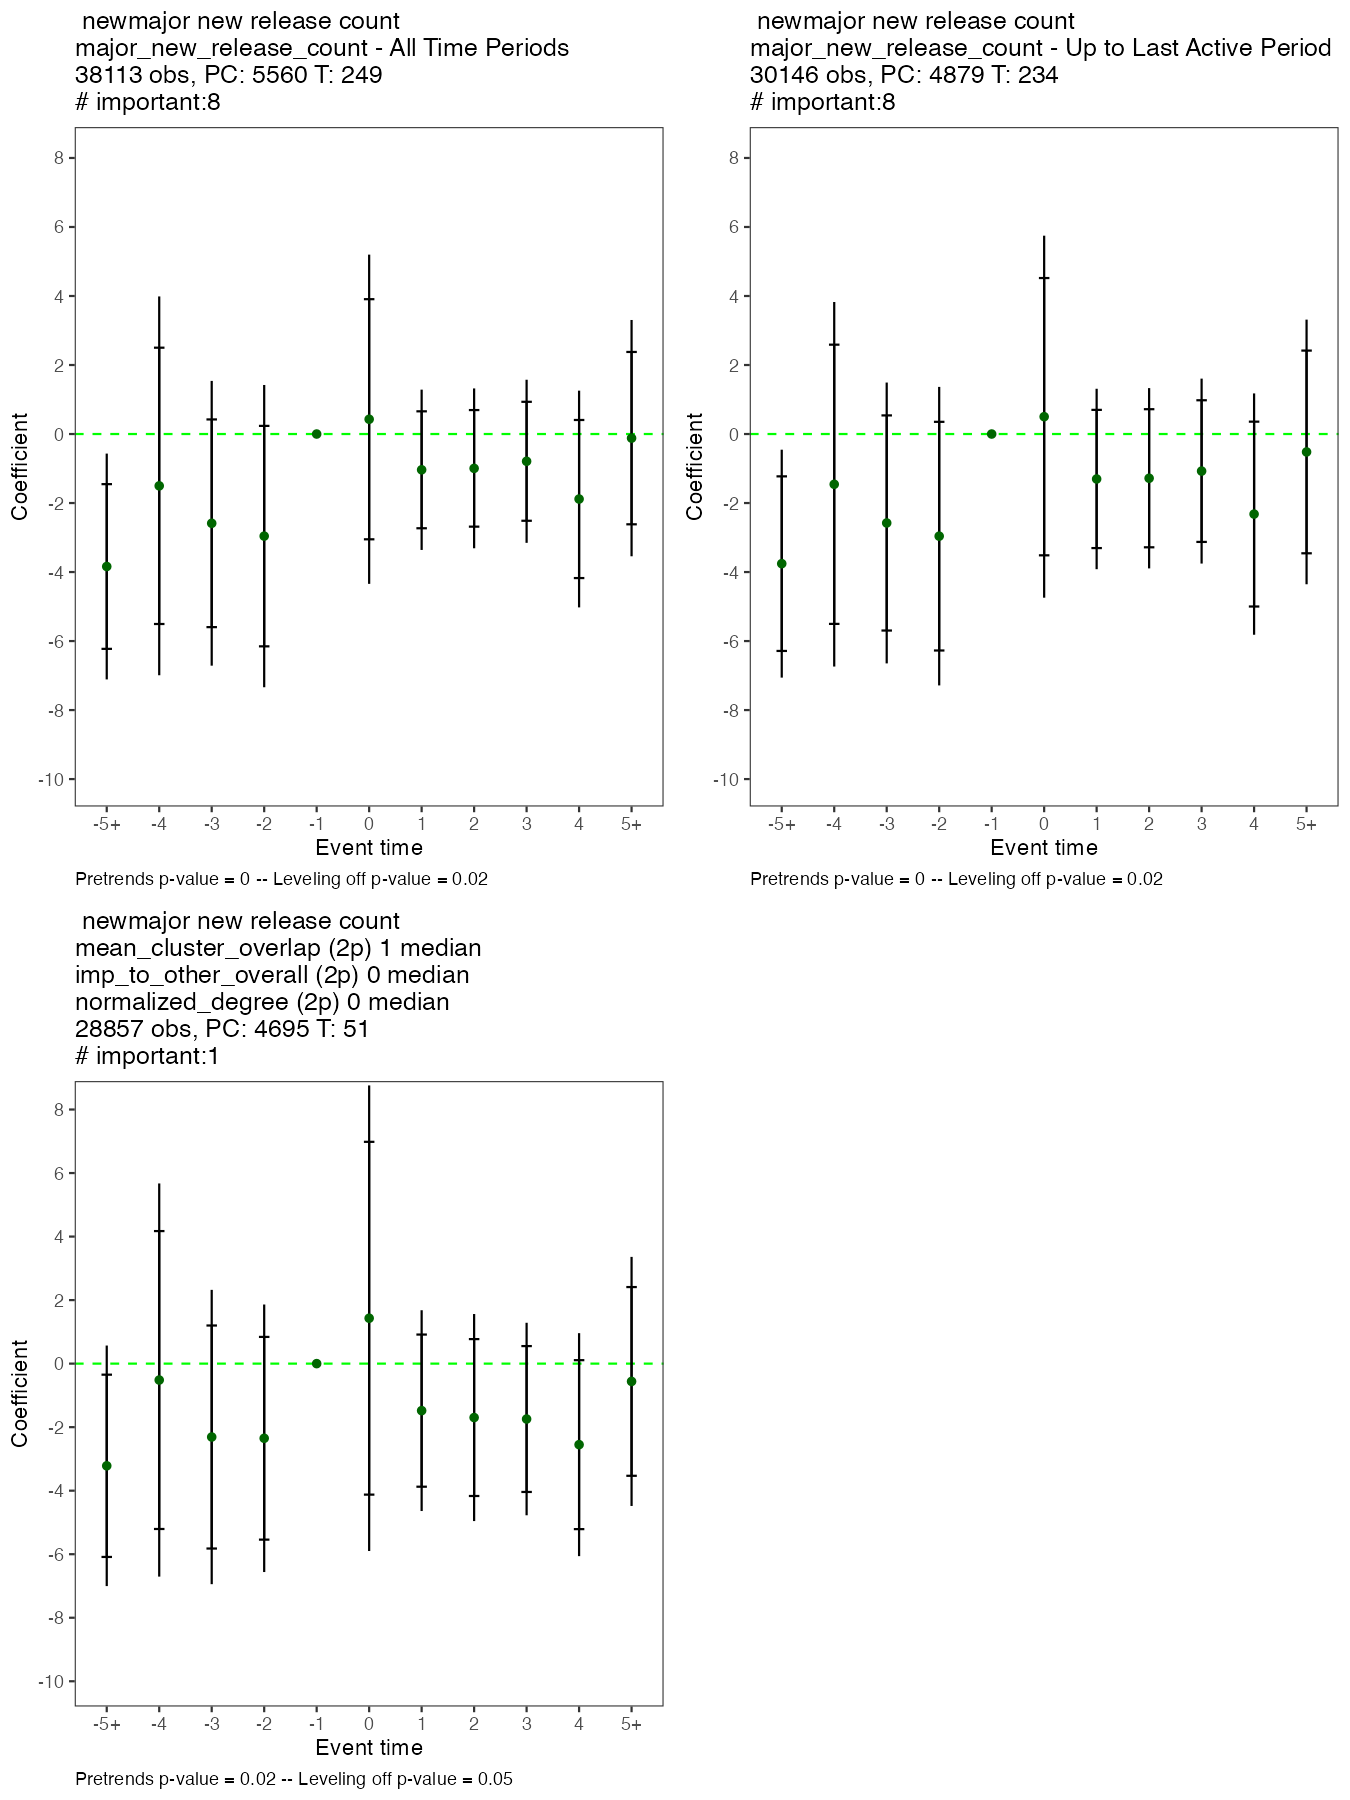 newmajor new release count
major_new_release_count - All Time Periods
38113 obs, PC: 5560 T: 249
# important:8
8
6
4
2
0
-2
-4
-6
-8
-10
Coefficient
-5+ -4 -3 -2 -1 0 1 2 3 4 5+
Event time
Pretrends p-value = 0 -- Leveling off p-value = 0.02
newmajor new release count
major_new_release_count - Up to Last Active Period
30146 obs, PC: 4879 T: 234
# important:8
8
6
4
2
0
-2
-4
-6
-8
-10
Coefficient
-5+ -4 -3 -2 -1 0 1 2 3 4 5+
Event time
Pretrends p-value = 0 -- Leveling off p-value = 0.02
newmajor new release count
mean_cluster_overlap (2p) 1 median
imp_to_other_overall (2p) 0 median
normalized_degree (2p) 0 median
28857 obs, PC: 4695 T: 51
# important:1
8
6
4
2
0
-2
-4
-6
-8
-10
Coefficient
-5+ -4 -3 -2 -1 0 1 2 3 4 5+
Event time
Pretrends p-value = 0.02 -- Leveling off p-value = 0.05